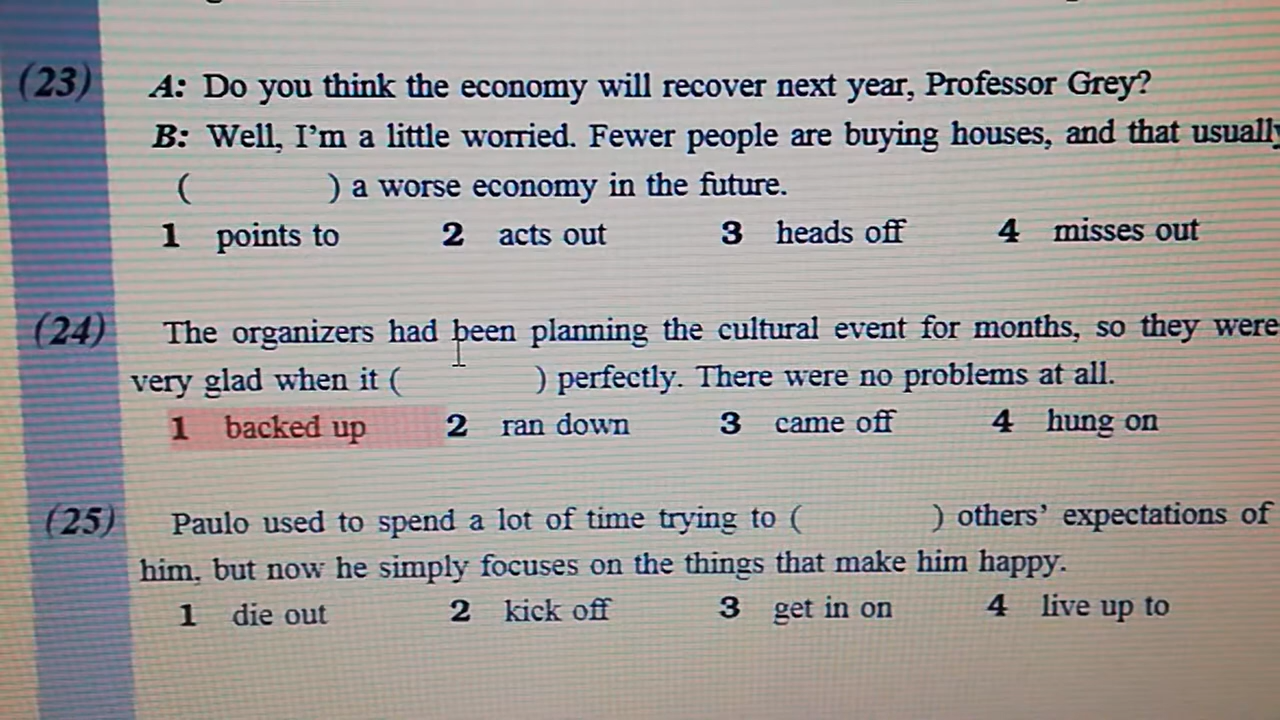 (23) A: Do you think the economy will recover next year, Professor Grey?
B: Well, I'm a little worried. Fewer people are buying houses, and that usually
( ) a worse economy in the future.
1 points to 2 acts out 3 heads off 4 misses out
(24) The organizers had been planning the cultural event for months, so they were
very glad when it ( ) perfectly. There were no problems at all.
1 backed up 2 ran down 3 came off 4 hung on
(25) Paulo used to spend a lot of time trying to ( ) others' expectations of
him, but now he simply focuses on the things that make him happy.
1 die out 2 kick off 3 get in on 4 live up to